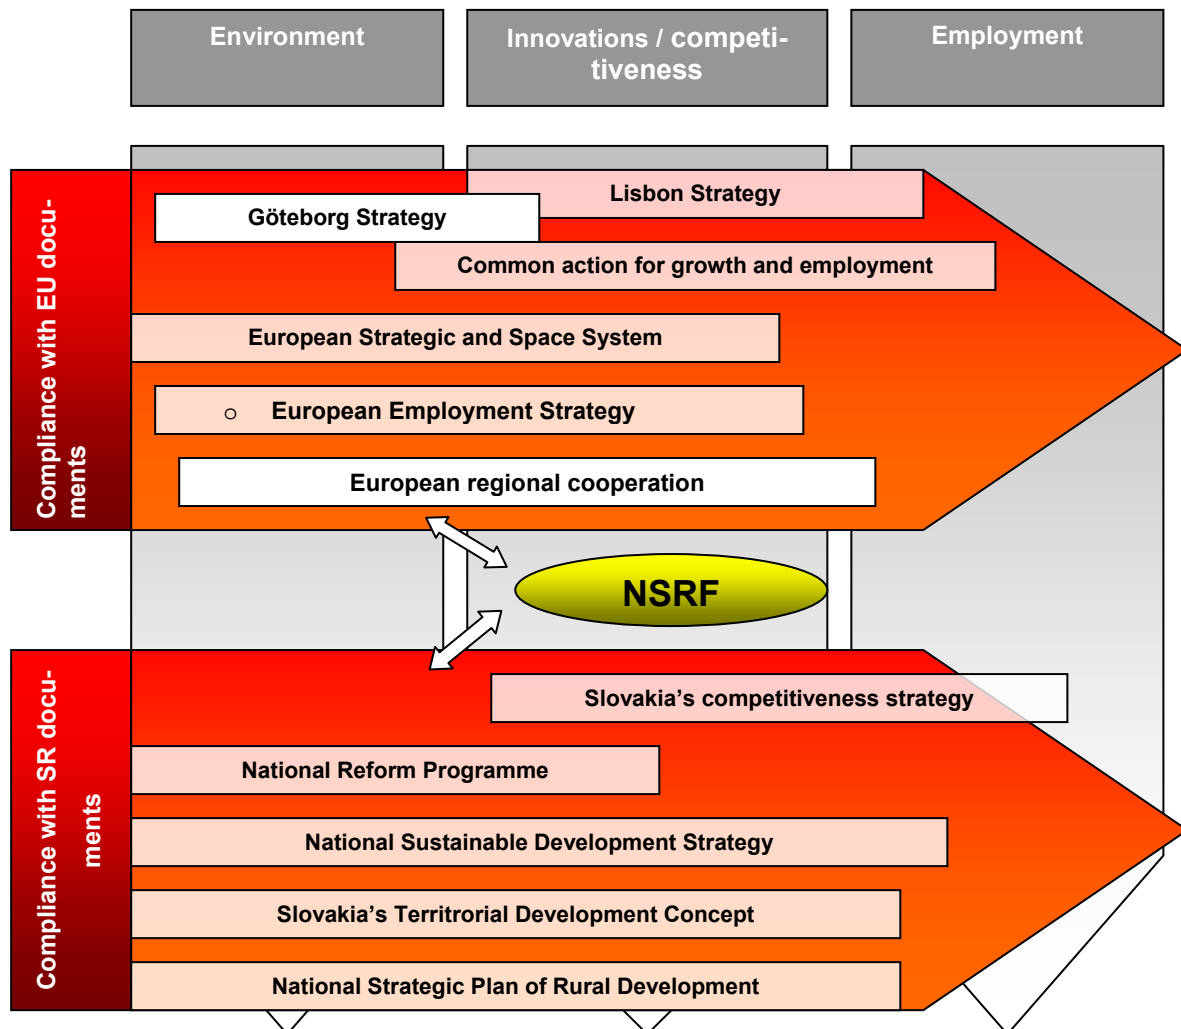 Environment
Innovations / competi-
tiveness
Employment
Compliance with EU docu-
ments
Lisbon Strategy
Göteborg Strategy
Common action for growth and employment
European Strategic and Space System
o European Employment Strategy
European regional cooperation
NSRF
Compliance with SR docu-
ments
Slovakia’s competitiveness strategy
National Reform Programme
National Sustainable Development Strategy
Slovakia’s Territrorial Development Concept
National Strategic Plan of Rural Development